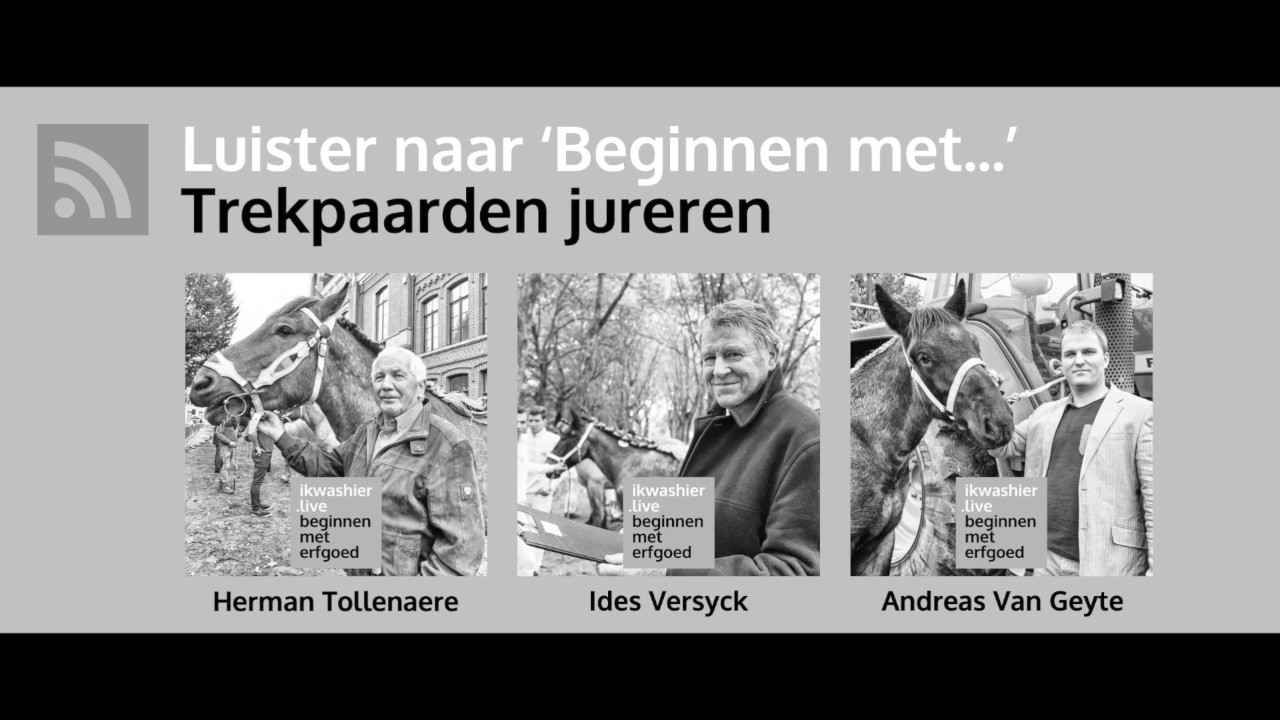 Luister naar ‘Beginnen met...’
Trekpaarden jureren
ikwashier
.live
beginnen
met
erfgoed
ikwashier
.live
beginnen
met
erfgoed
ikwashier
.live
beginnen
met
erfgoed
Herman Tollenaere
Ides Versyck
Andreas Van Geyte